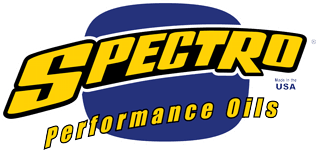 SPECTRO®
Made in the
USA
Performance Oils